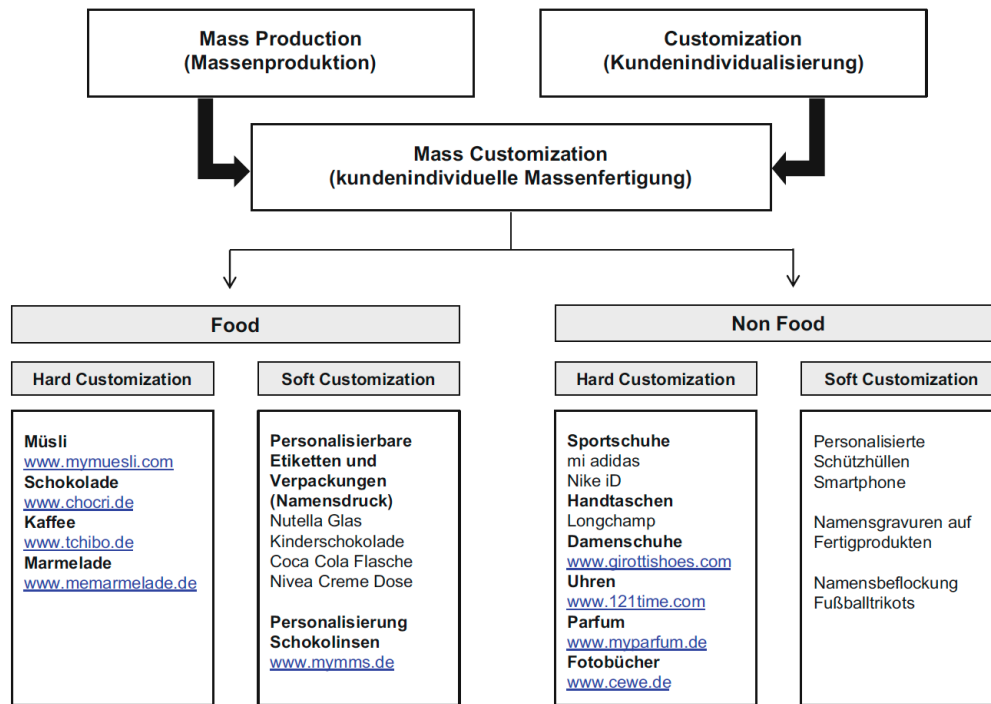 Mass Production
(Massenproduktion)
Customization
(Kundenindividualisierung)
Mass Customization
(kundenindividuelle Massenfertigung)
Food
Non Food
Hard Customization
Soft Customization
Hard Customization
Soft Customization
Müsli
www.mymuesli.com
Schokolade
www.chocri.de
Kaffee
www.tchibo.de
Marmelade
www.memarmelade.de
Personalisierbare
Etiketten und
Verpackungen
(Namensdruck)
Nutella Glas
Kinderschokolade
Coca Cola Flasche
Nivea Creme Dose
Personalisierung
Schokolinsen
www.mymms.de
Sportschuhe
mi adidas
Nike iD
Handtaschen
Longchamp
Damenschuhe
www.girottishoes.com
Uhren
www.121time.com
Parfum
www.myparfum.de
Fotobücher
www.cewe.de
Personalisierte
Schützhüllen
Smartphone
Namensgravuren auf
Fertigprodukten
Namensbeflockung
Fußballtrikots